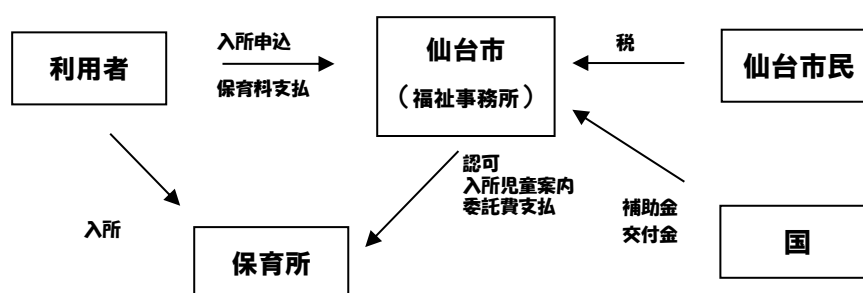 利用者
入所申込
保育料支払
仙台市
（福祉事務所）
税
仙台市民
認可
入所児童案内
委託費支払
補助金
交付金
国
入所
保育所